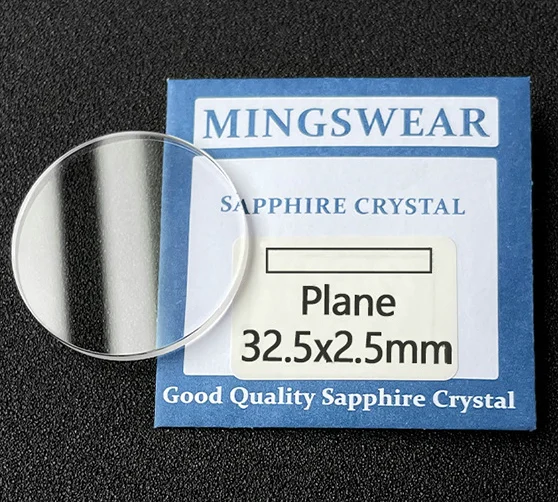 MINGSWEAR
SAPPHIRE CRYSTAL
Plane
32.5x2.5mm
Good Quality Sapphire Crystal